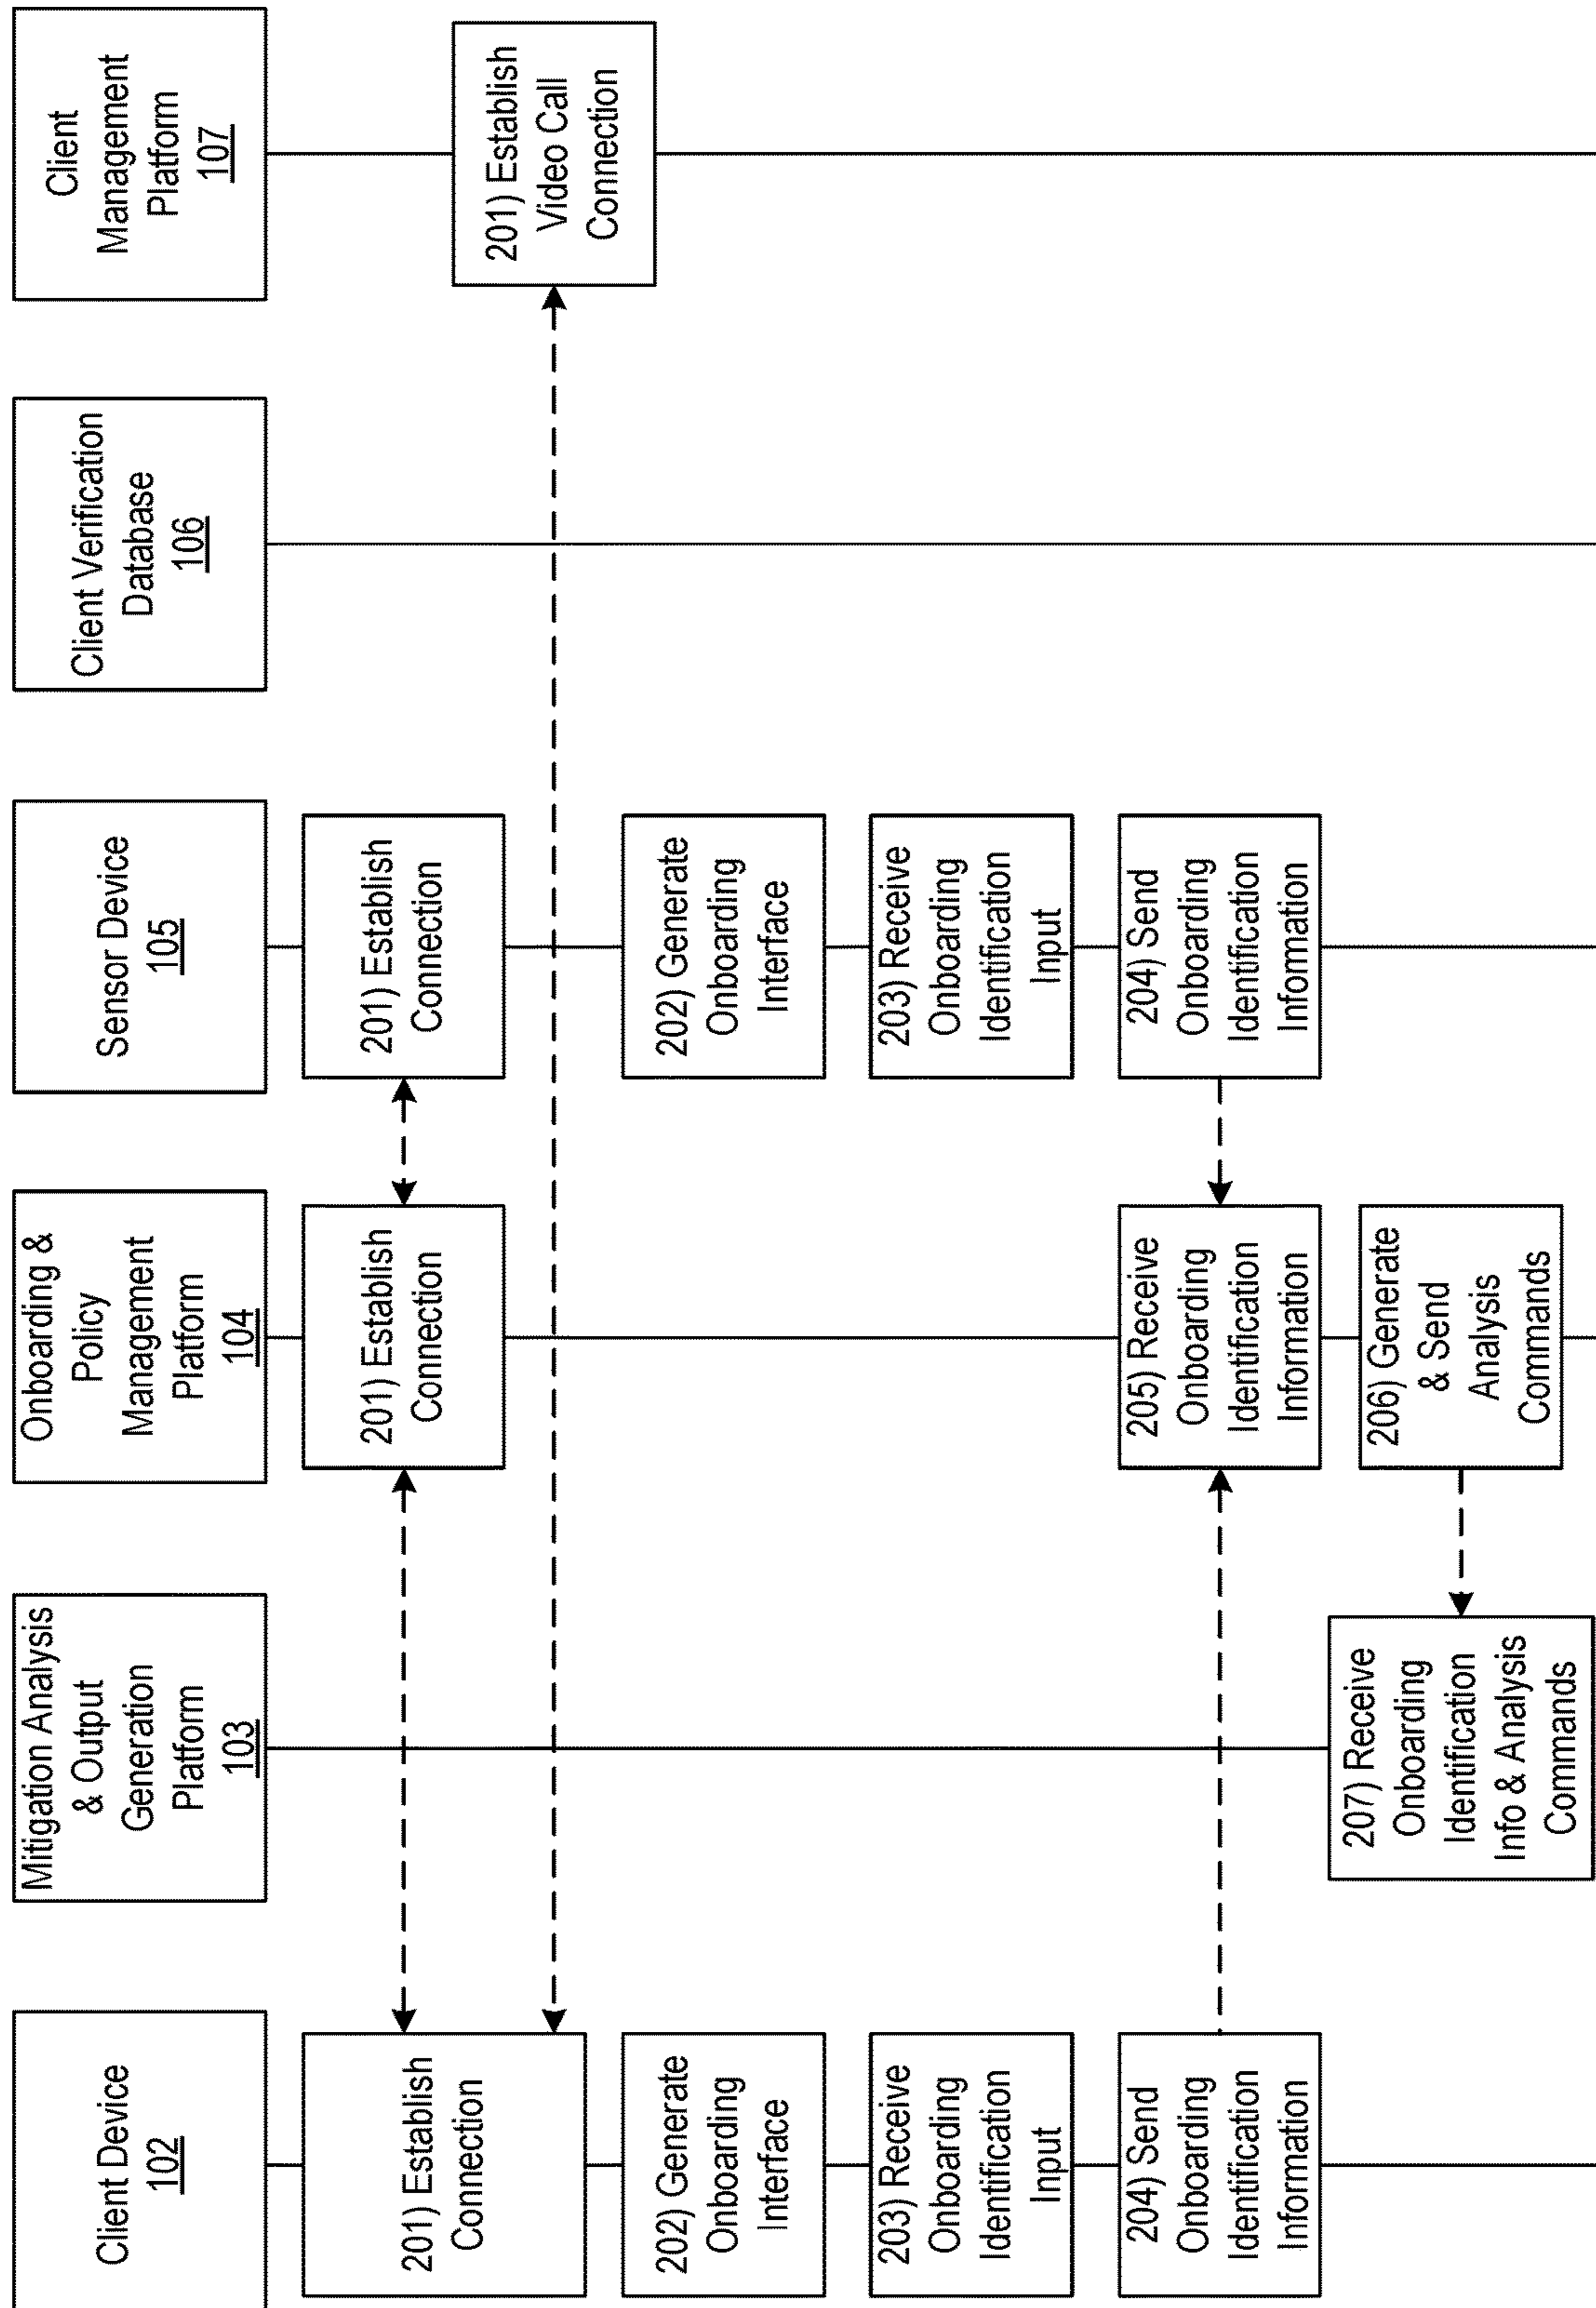 Client Device
102
Mitigation Analysis
& Output
Generation
Platform
103
Onboarding &
Policy
Management
Platform
104
Sensor Device
105
Client Verification
Database
106
Client
Management
Platform
107
201) Establish
Connection
201) Establish
Connection
201) Establish
Connection
201) Establish
Video Call
Connection
202) Generate
Onboarding
Interface
202) Generate
Onboarding
Interface
203) Receive
Onboarding
Identification
Input
203) Receive
Onboarding
Identification
Input
204) Send
Onboarding
Identification
Information
205) Receive
Onboarding
Identification
Information
204) Send
Onboarding
Identification
Information
206) Generate
& Send
Analysis
Commands
207) Receive
Onboarding
Identification
Info & Analysis
Commands